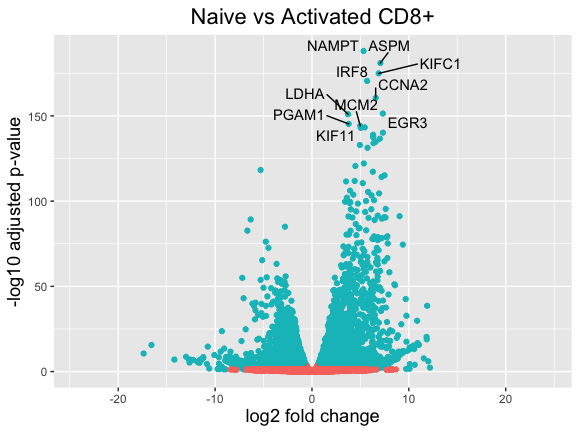 Naive vs Activated CD8+
NAMPT ASPM
KIFC1
IRF8
CCNA2
LDHA
MCM2
PGAM1
EGR3
KIF11
150
100
50
0
-log10 adjusted p-value
-20 -10 0 10 20
log2 fold change